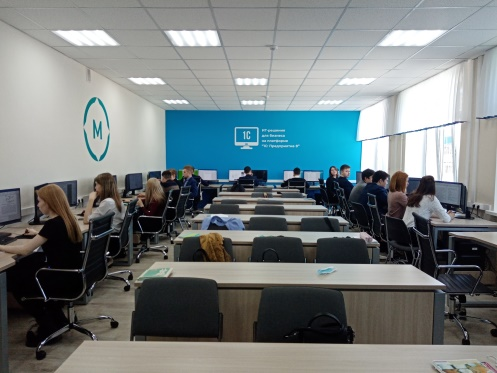 M
1С
ИТ-решения
для бизнеса
на платформе
"1С: Предприятие 8"